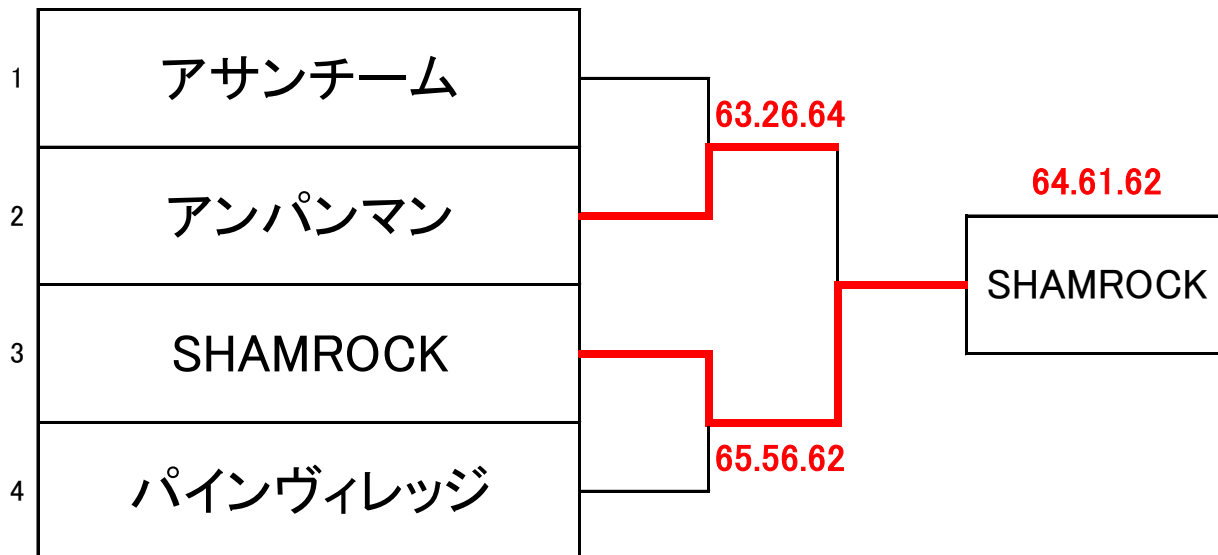 1 アサンチーム
63.26.64
2 アンパンマン
64.61.62
SHAMROCK
3 SHAMROCK
65.56.62
4 パインヴィレッジ